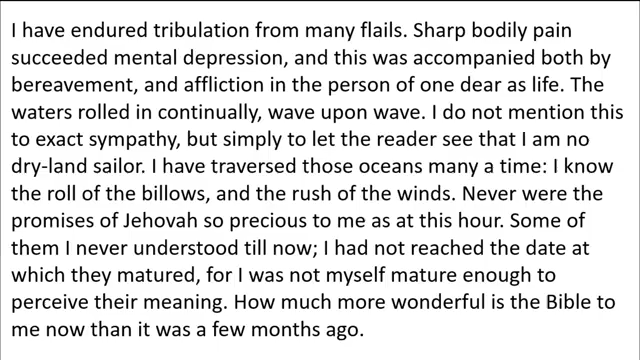 I have endured tribulation from many flails. Sharp bodily pain
succeeded mental depression, and this was accompanied both by
bereavement, and affliction in the person of one dear as life. The
waters rolled in continually, wave upon wave. I do not mention this
to exact sympathy, but simply to let the reader see that I am no
dry-land sailor. I have traversed those oceans many a time: I know
the roll of the billows, and the rush of the winds. Never were the
promises of Jehovah so precious to me as at this hour. Some of
them I never understood till now; I had not reached the date at
which they matured, for I was not myself mature enough to
perceive their meaning. How much more wonderful is the Bible to
me now than it was a few months ago.